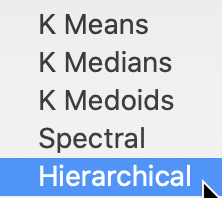 K Means
K Medians
K Medoids
Spectral
Hierarchical